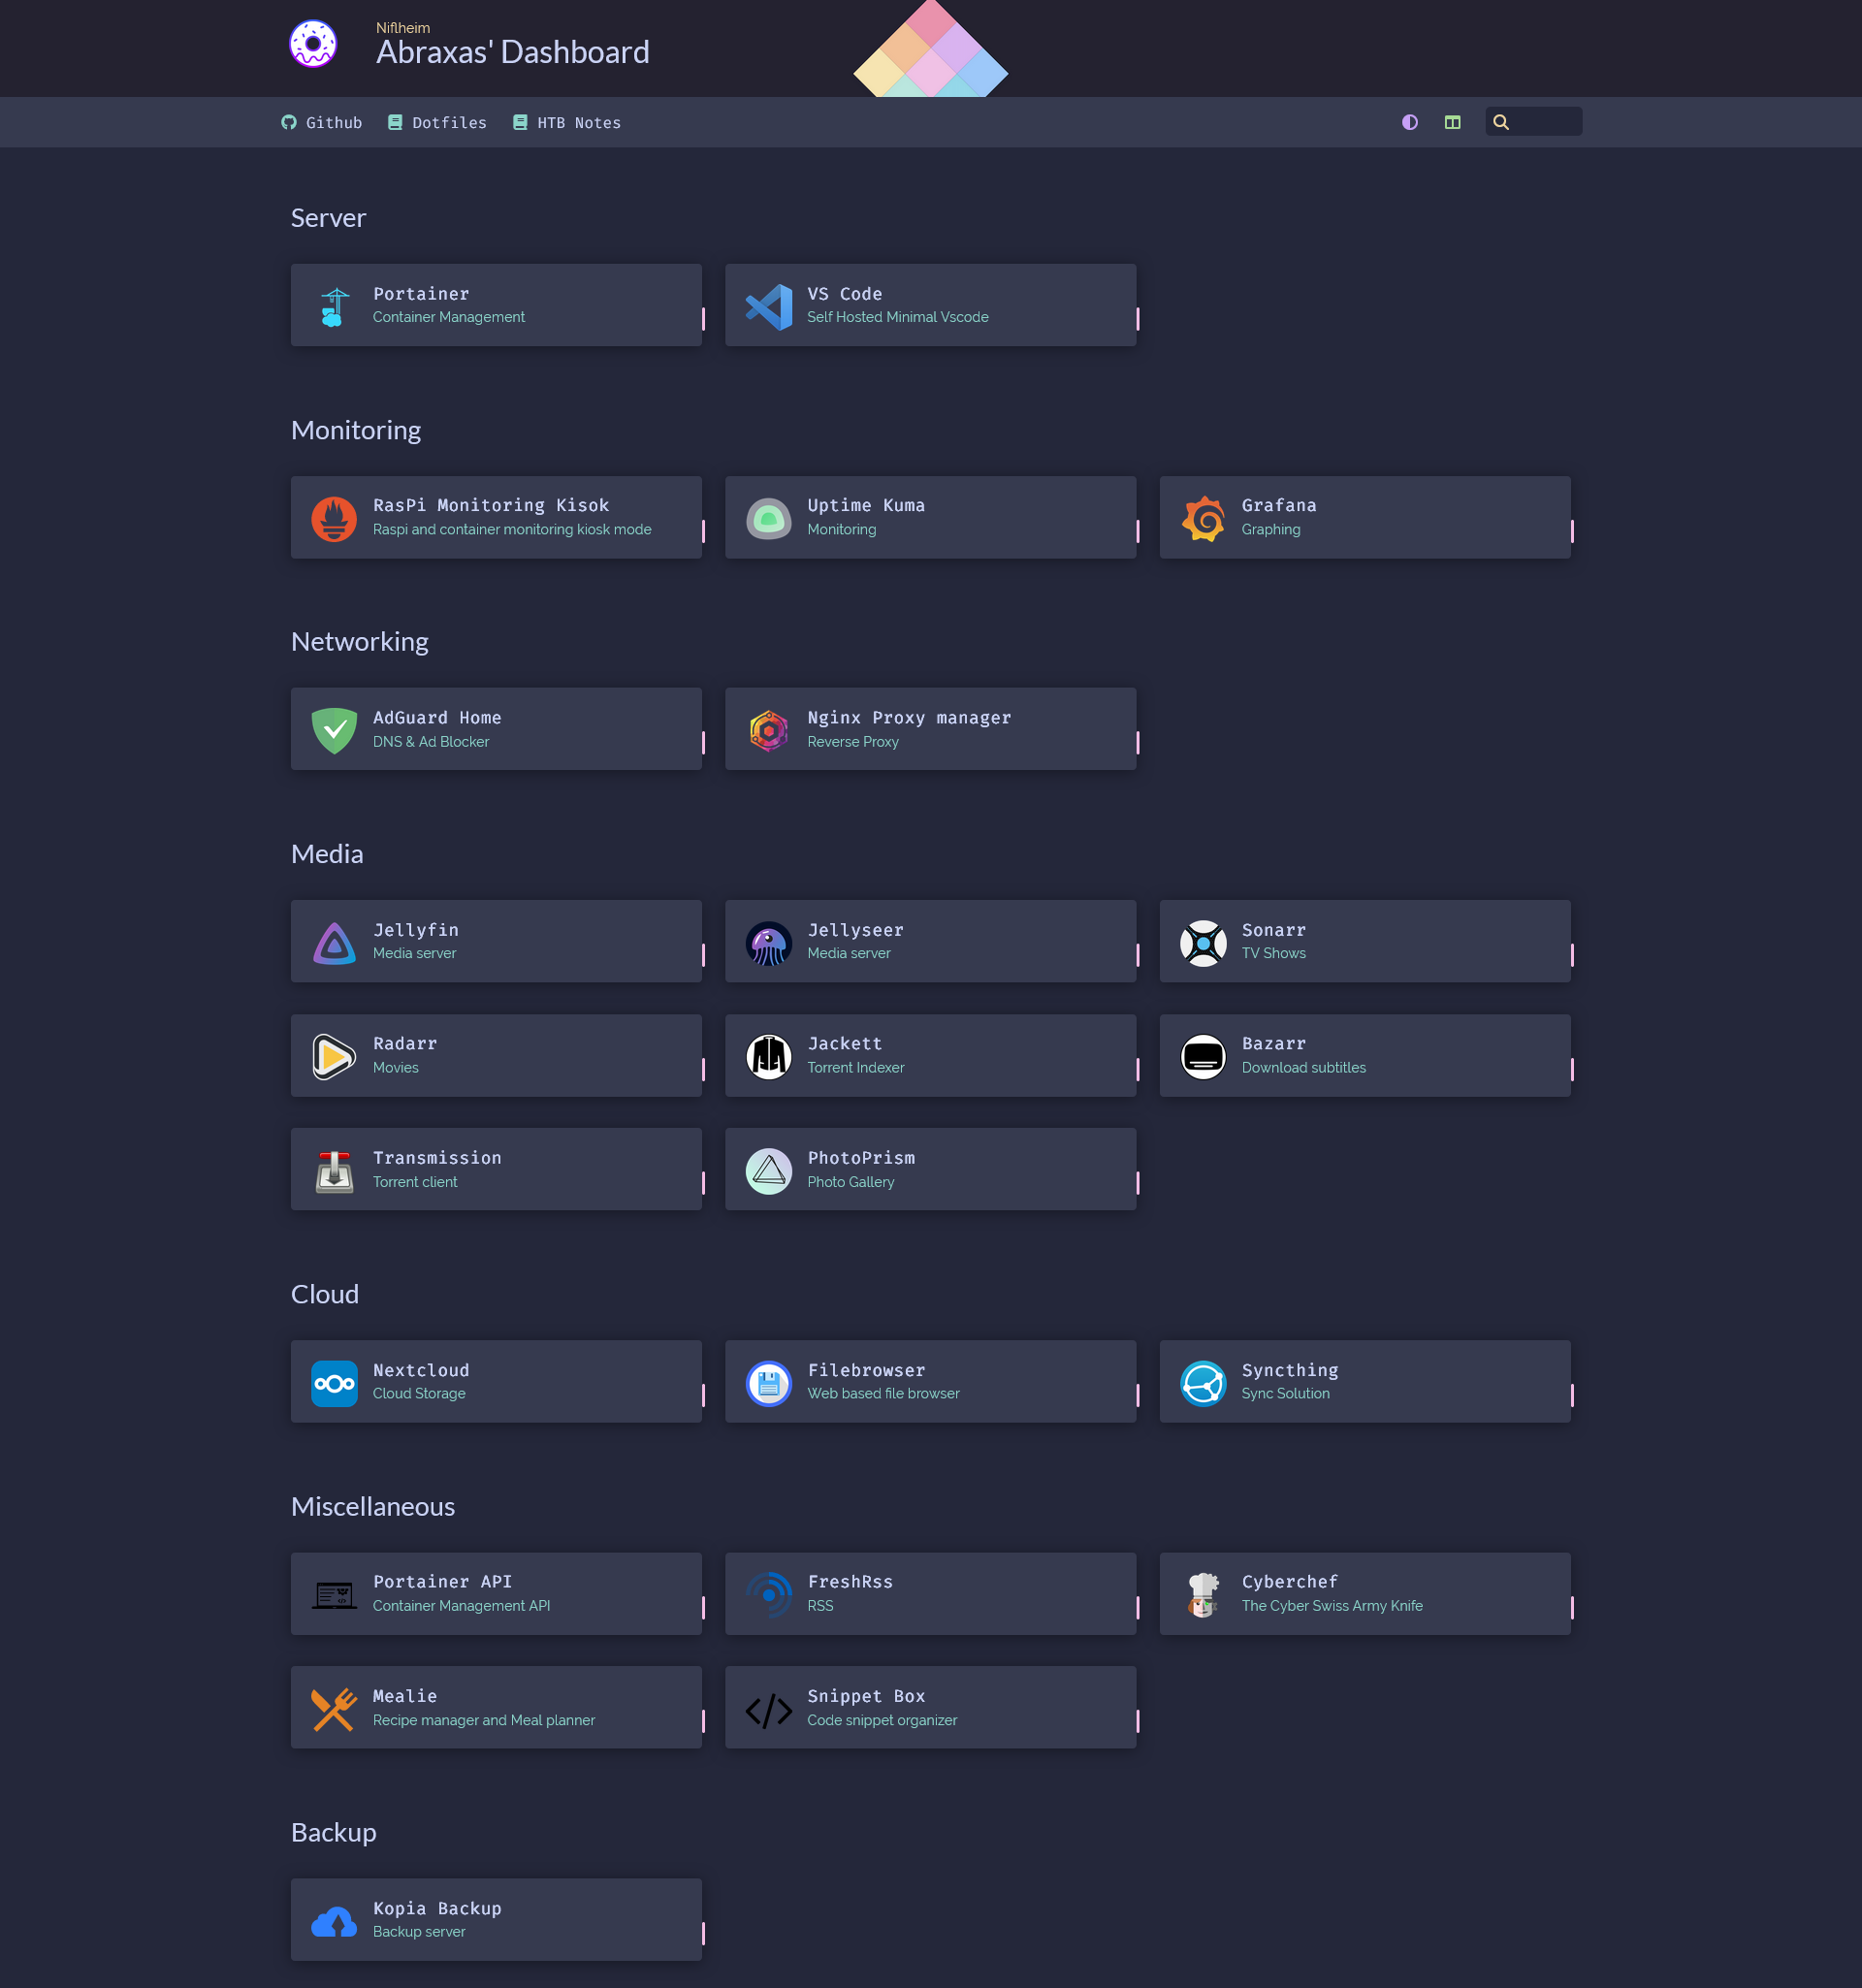 Niflheim
Abraxas' Dashboard
Github
Dotfiles
HTB Notes
Server
Portainer
Container Management
VS Code
Self Hosted Minimal Vscode
Monitoring
RasPi Monitoring Kisok
Raspi and container monitoring kiosk mode
Uptime Kuma
Monitoring
Grafana
Graphing
Networking
AdGuard Home
DNS & Ad Blocker
Nginx Proxy manager
Reverse Proxy
Media
Jellyfin
Media server
Jellyseer
Media server
Sonarr
TV Shows
Radarr
Movies
Jackett
Torrent Indexer
Bazarr
Download subtitles
Transmission
Torrent client
PhotoPrism
Photo Gallery
Cloud
Nextcloud
Cloud Storage
Filebrowser
Web based file browser
Syncthing
Sync Solution
Miscellaneous
Portainer API
Container Management API
FreshRss
RSS
Cyberchef
The Cyber Swiss Army Knife
Mealie
Recipe manager and Meal planner
Snippet Box
Code snippet organizer
Backup
Kopia Backup
Backup server